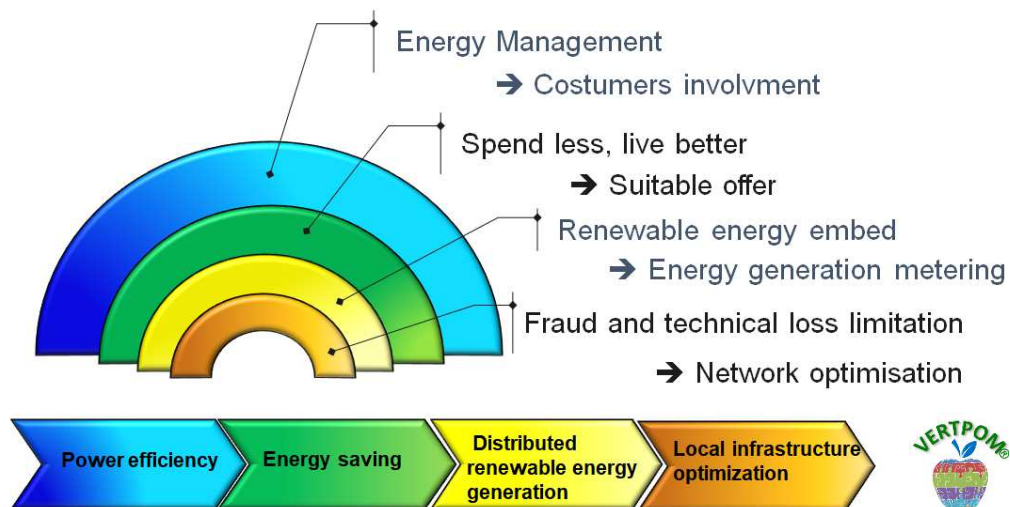 Energy Management
➔ Costumers involvment
Spend less, live better
➔ Suitable offer
Renewable energy embed
➔ Energy generation metering
Fraud and technical loss limitation
➔ Network optimisation
Power efficiency
Energy saving
Distributed
renewable energy
generation
Local infrastructure
optimization
VERTPOM®